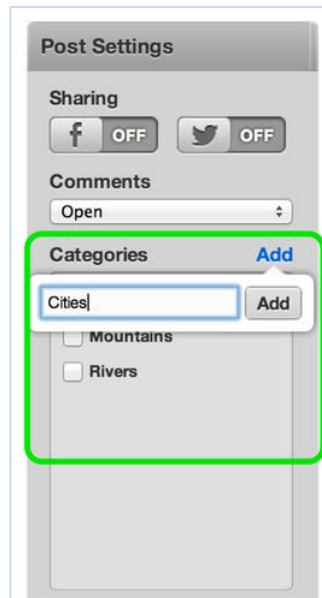 Post Settings
Sharing
f OFF OFF
Comments
Open
Categories Add
Cities Add
Mountains
Rivers